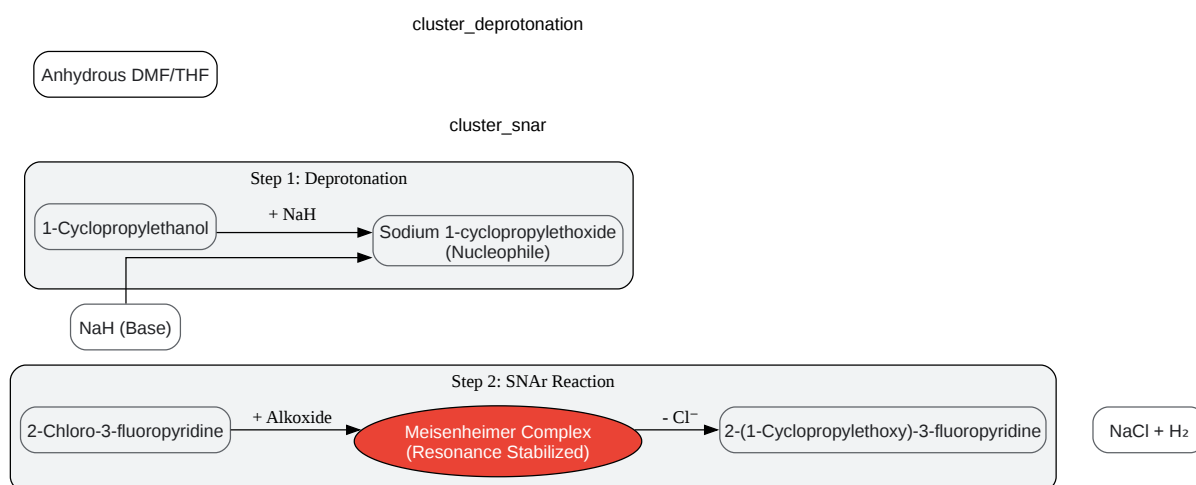 cluster_deprotonation
Anhydrous DMF/THF
cluster_snar
Step 1: Deprotonation
1-Cyclopropylethanol
+ NaH
Sodium 1-cyclopropylethoxide
(Nucleophile)
NaH (Base)
Step 2: SNAr Reaction
2-Chloro-3-fluoropyridine
+ Alkoxide
Meisenheimer Complex
(Resonance Stabilized)
- Cl⁻
2-(1-Cyclopropylethoxy)-3-fluoropyridine
NaCl + H₂